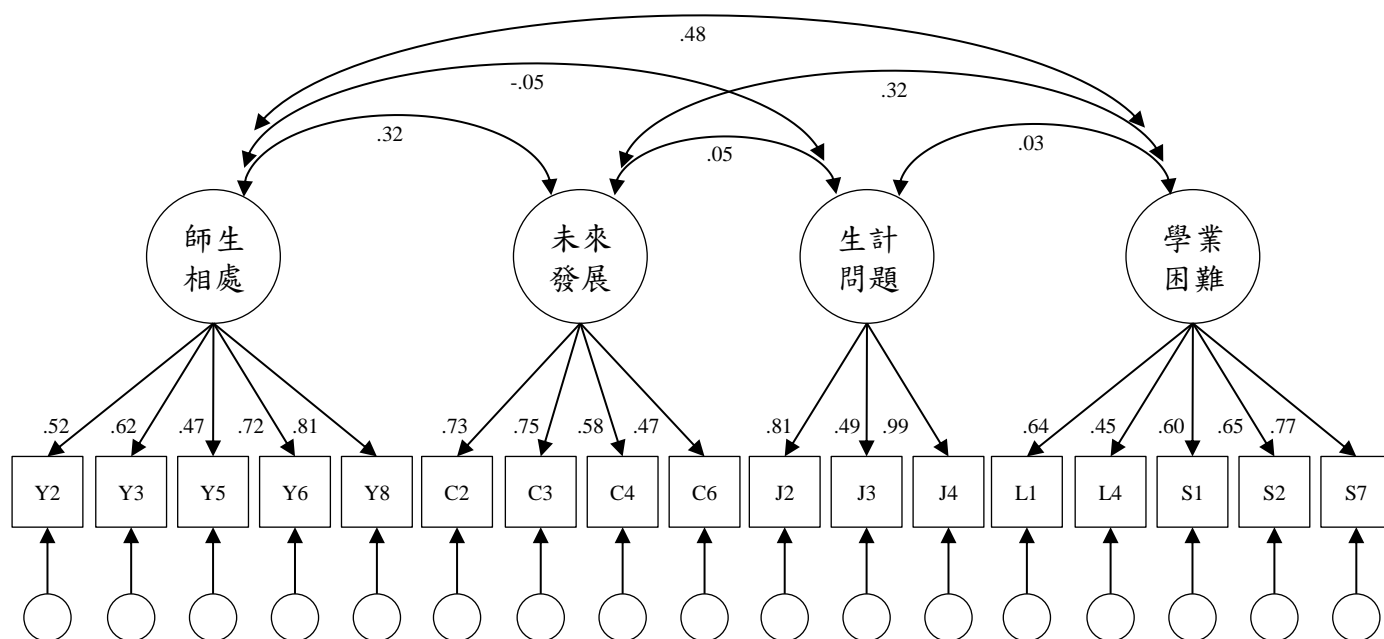 .48
-.05
.32
.32
.05
.03
師生
相處
未來
發展
生計
問題
學業
困難
.52 .62 .47 .72 .81 .73 .75 .58 .47 .81 .49 .99 .64 .45 .60 .65 .77
Y2 Y3 Y5 Y6 Y8 C2 C3 C4 C6 J2 J3 J4 L1 L4 S1 S2 S7